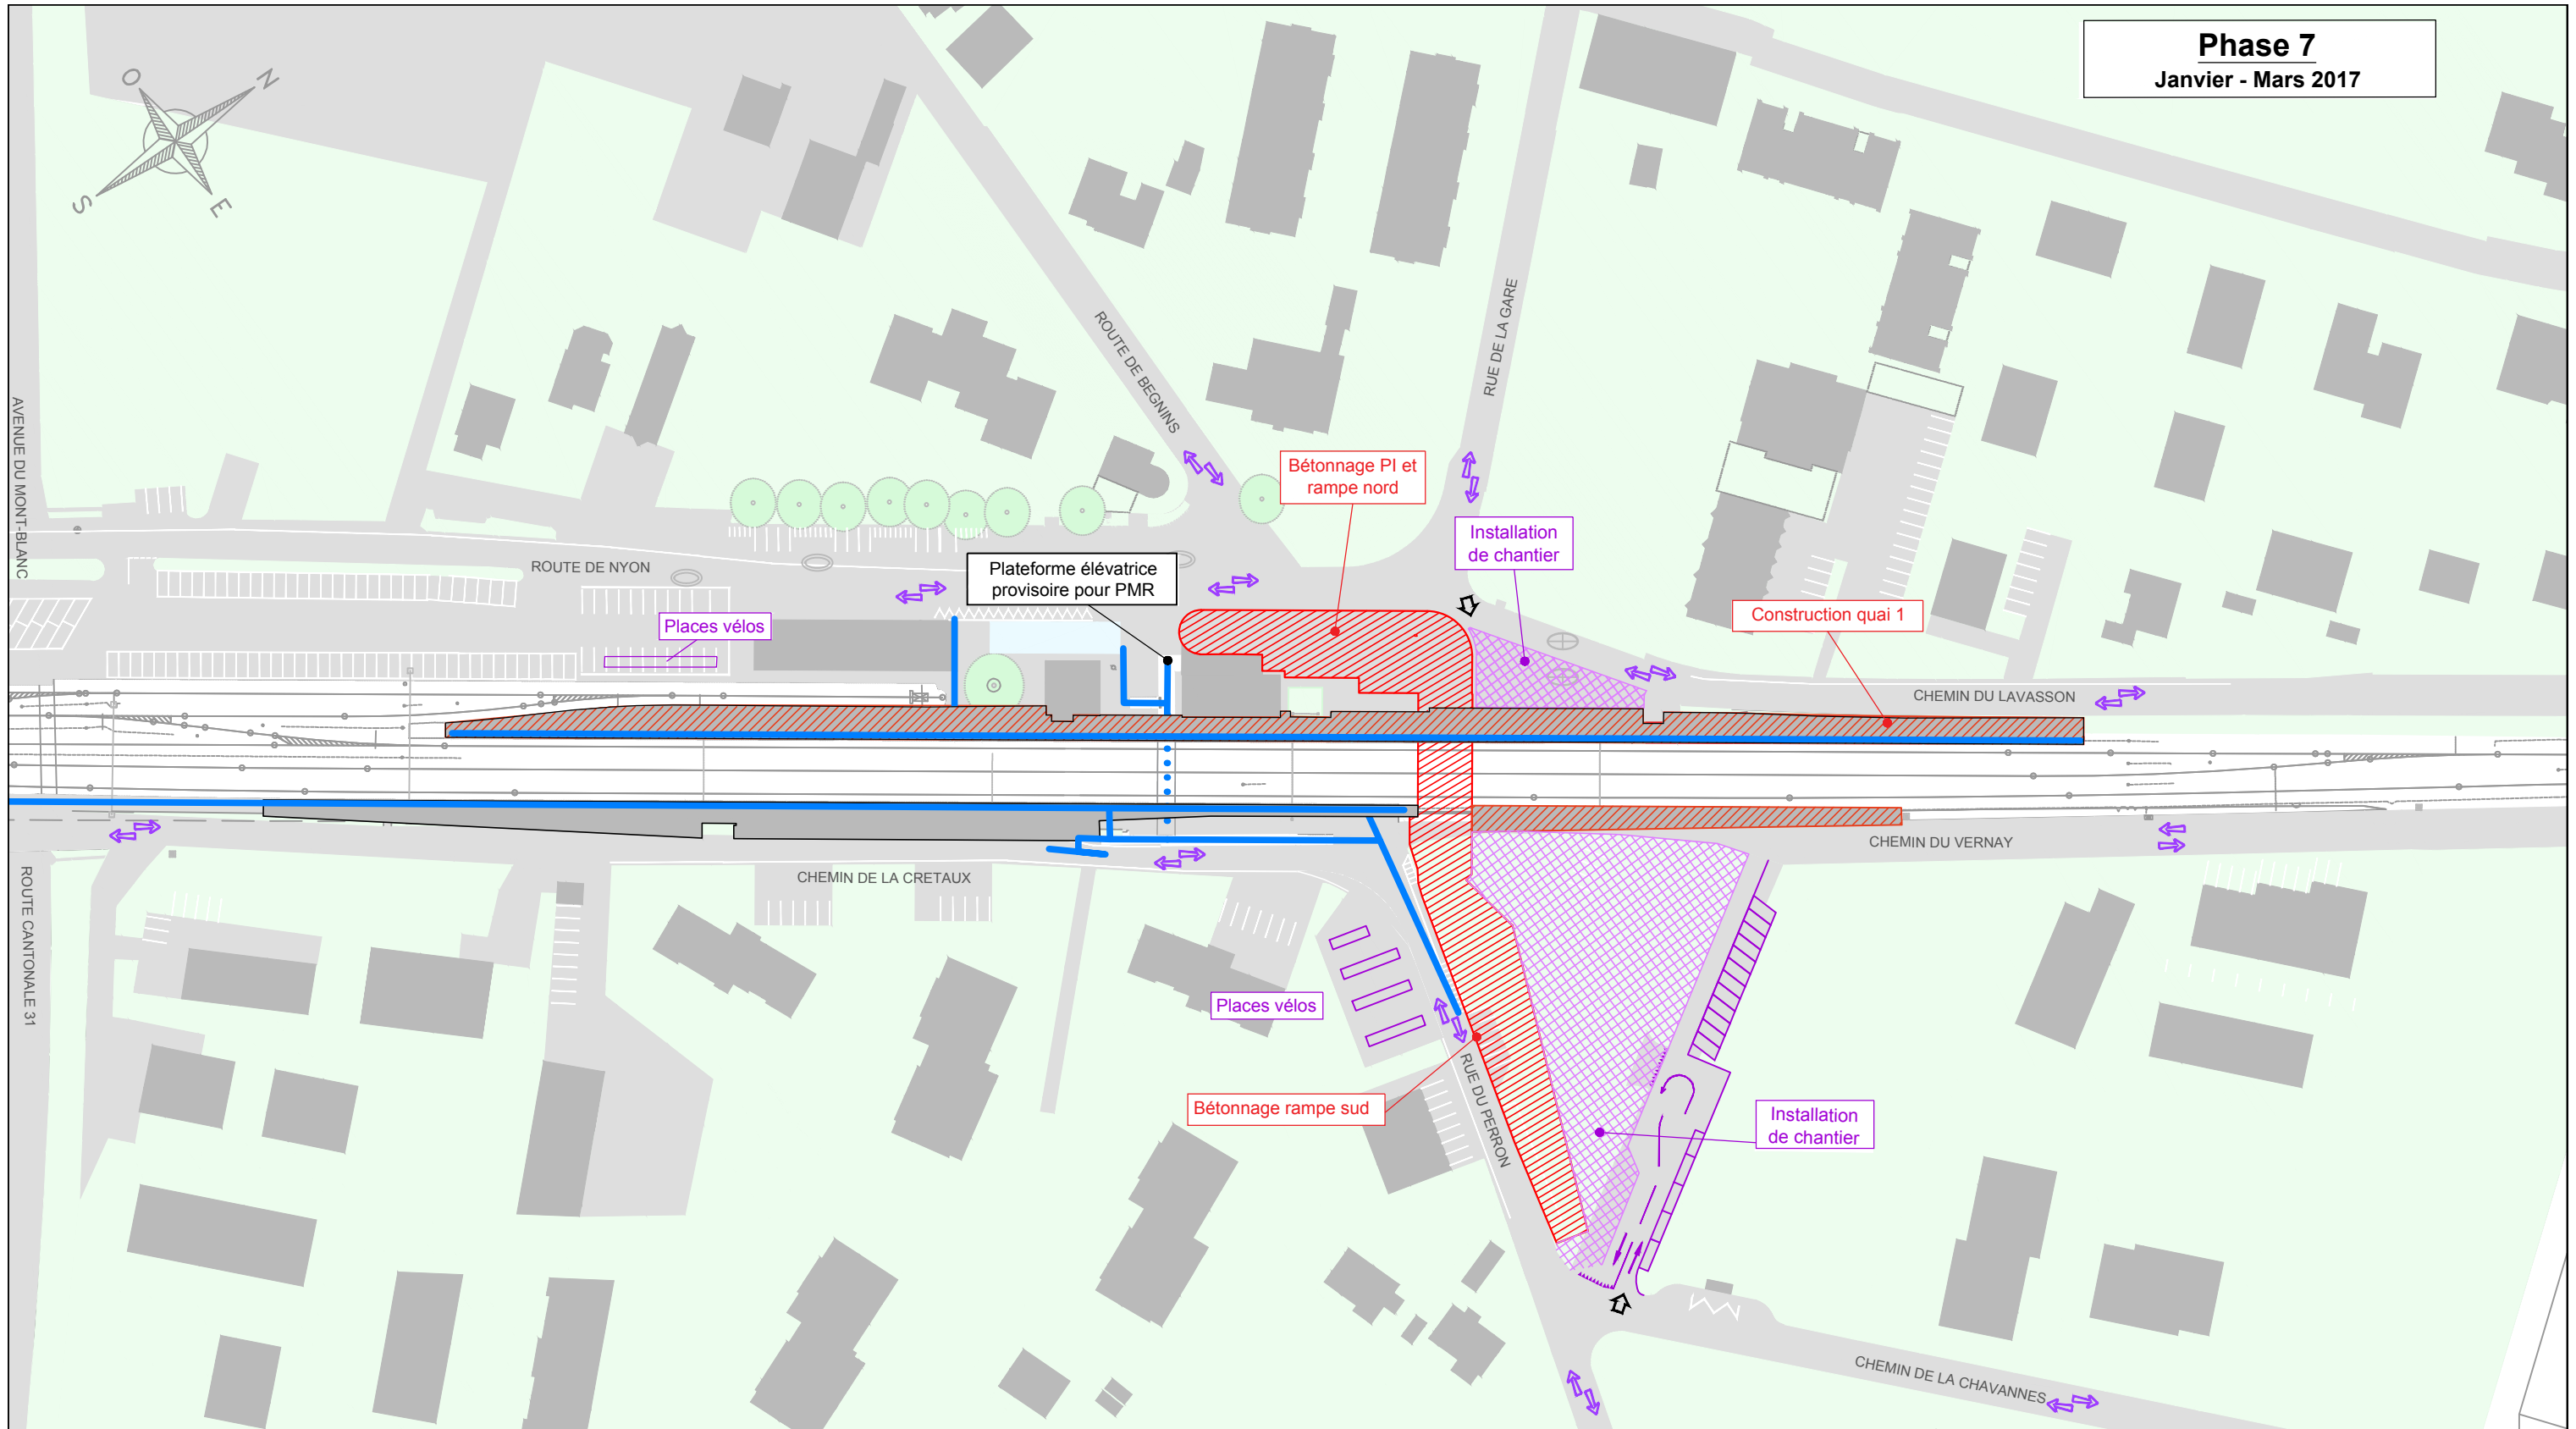 Phase 7
Janvier - Mars 2017
O
N
S
E
AVENUE DU MONT-BLANC
ROUTE DE BEGNINS
RUE DE LA GARE
Bétonnage PI et
rampe nord
Installation
de chantier
ROUTE DE NYON
Plateforme élévatrice
provisoire pour PMR
Places vélos
Construction quai 1
CHEMIN DU LAVASSON
CHEMIN DU VERNAY
CHEMIN DE LA CRETAUX
ROUTE CANTONALE 31
Places vélos
RUE DU PERRON
Bétonnage rampe sud
Installation
de chantier
CHEMIN DE LA CHAVANNES